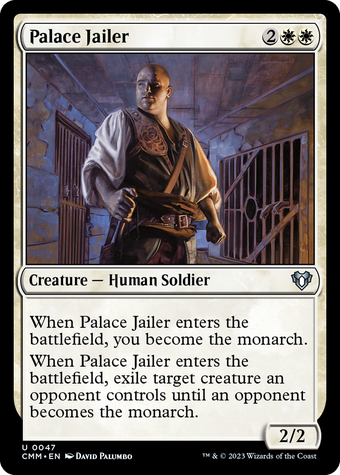 Palace Jailer 2
Creature — Human Soldier
When Palace Jailer enters the
battlefield, you become the monarch.
When Palace Jailer enters the
battlefield, exile target creature an
opponent controls until an opponent
becomes the monarch.
2/2
U 0047
CMM • EN David Palumbo
™ & © 2023 Wizards of the Coast